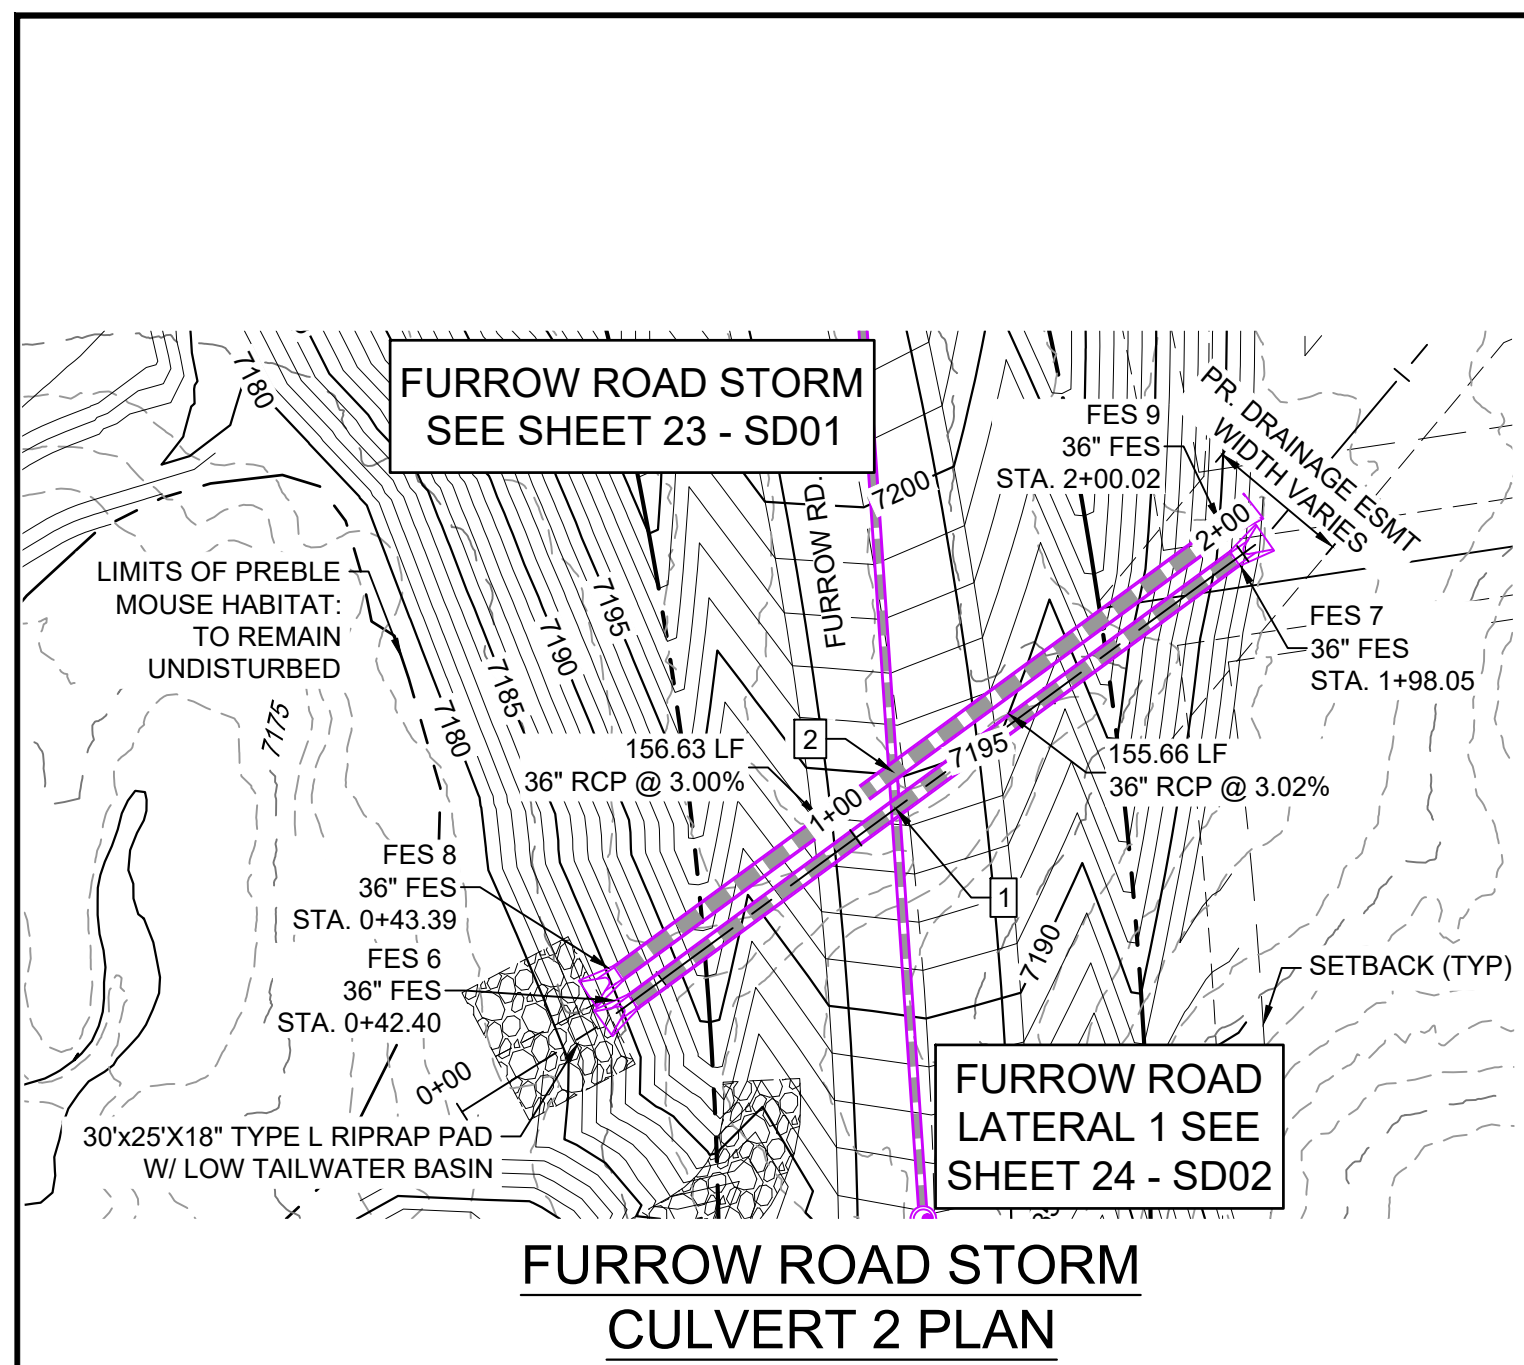 FURROW ROAD STORM
SEE SHEET 23 - SD01
7180
FURROW RD.
7200
FES 9
36" FES
STA. 2+00.02
PR. DRAINAGE ESMT
WIDTH VARIES
2+00
LIMITS OF PREBLE
MOUSE HABITAT:
TO REMAIN
UNDISTURBED
7195
7190
7185
7180
7175
FES 7
36" FES
STA. 1+98.05
156.63 LF
36" RCP @ 3.00%
2
7195
155.66 LF
36" RCP @ 3.02%
1+00
1
FES 8
36" FES
STA. 0+43.39
FES 6
36" FES
STA. 0+42.40
7190
SETBACK (TYP)
0+00
30'x25'X18" TYPE L RIPRAP PAD
W/ LOW TAILWATER BASIN
FURROW ROAD
LATERAL 1 SEE
SHEET 24 - SD02
FURROW ROAD STORM
CULVERT 2 PLAN